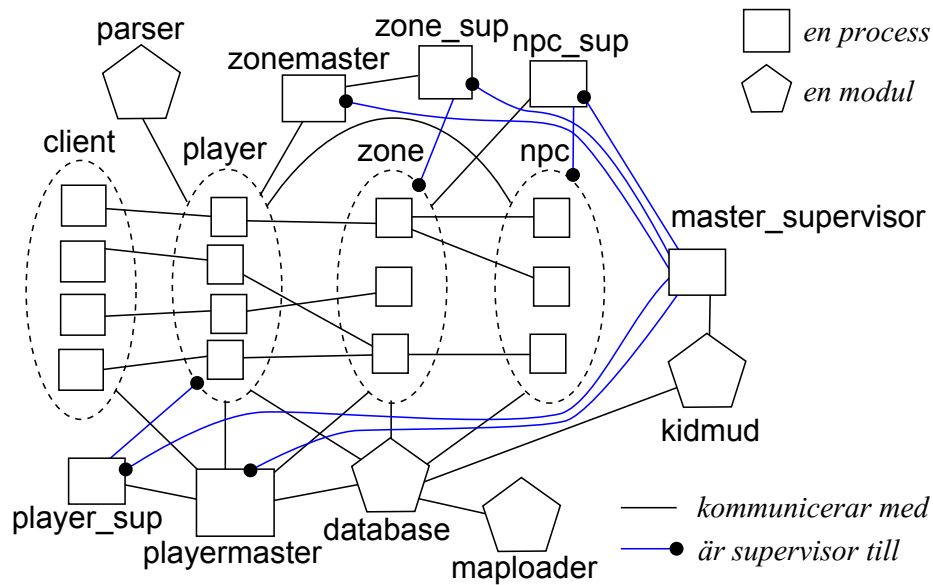 parser
zone_sup
npc_sup
zonemaster
en process
en modul
client
player
zone
npc
master_supervisor
kidmud
player_sup
playermaster
database
maploader
kommunicerar med
är supervisor till